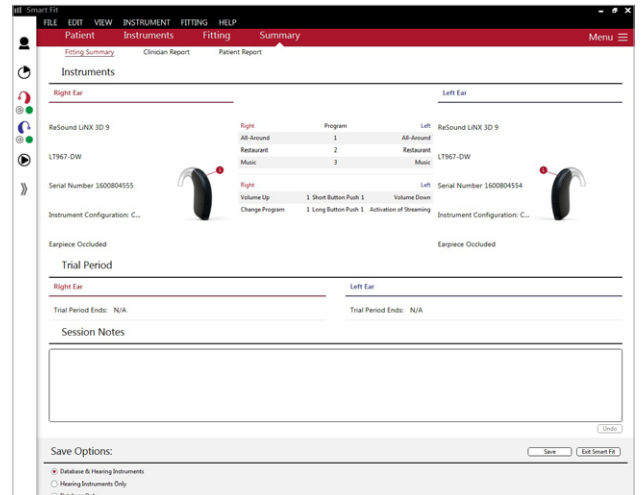 Smart Fit
FILE EDIT VIEW INSTRUMENT FITTING HELP
Patient Instruments Fitting Summary Menu
Fitting Summary Clinician Report Patient Report
Instruments
Right Ear
Left Ear
ReSound LiNX 3D 9
LT967-DW
Serial Number 1600804555
Instrument Configuration: C...
Earpiece Occluded
Right Program Left
All-Around 1 All-Around
Restaurant 2 Restaurant
Music 3 Music
Right Left
Volume Up 1 Short Button Push 1 Volume Down
Change Program 1 Long Button Push 1 Activation of Streaming
ReSound LiNX 3D 9
LT967-DW
Serial Number 1600804554
Instrument Configuration: C...
Earpiece Occluded
Trial Period
Right Ear
Left Ear
Trial Period Ends: N/A
Trial Period Ends: N/A
Session Notes
Undo
Save Options:
Save
Exit Smart Fit
Database & Hearing Instruments
Hearing Instruments Only